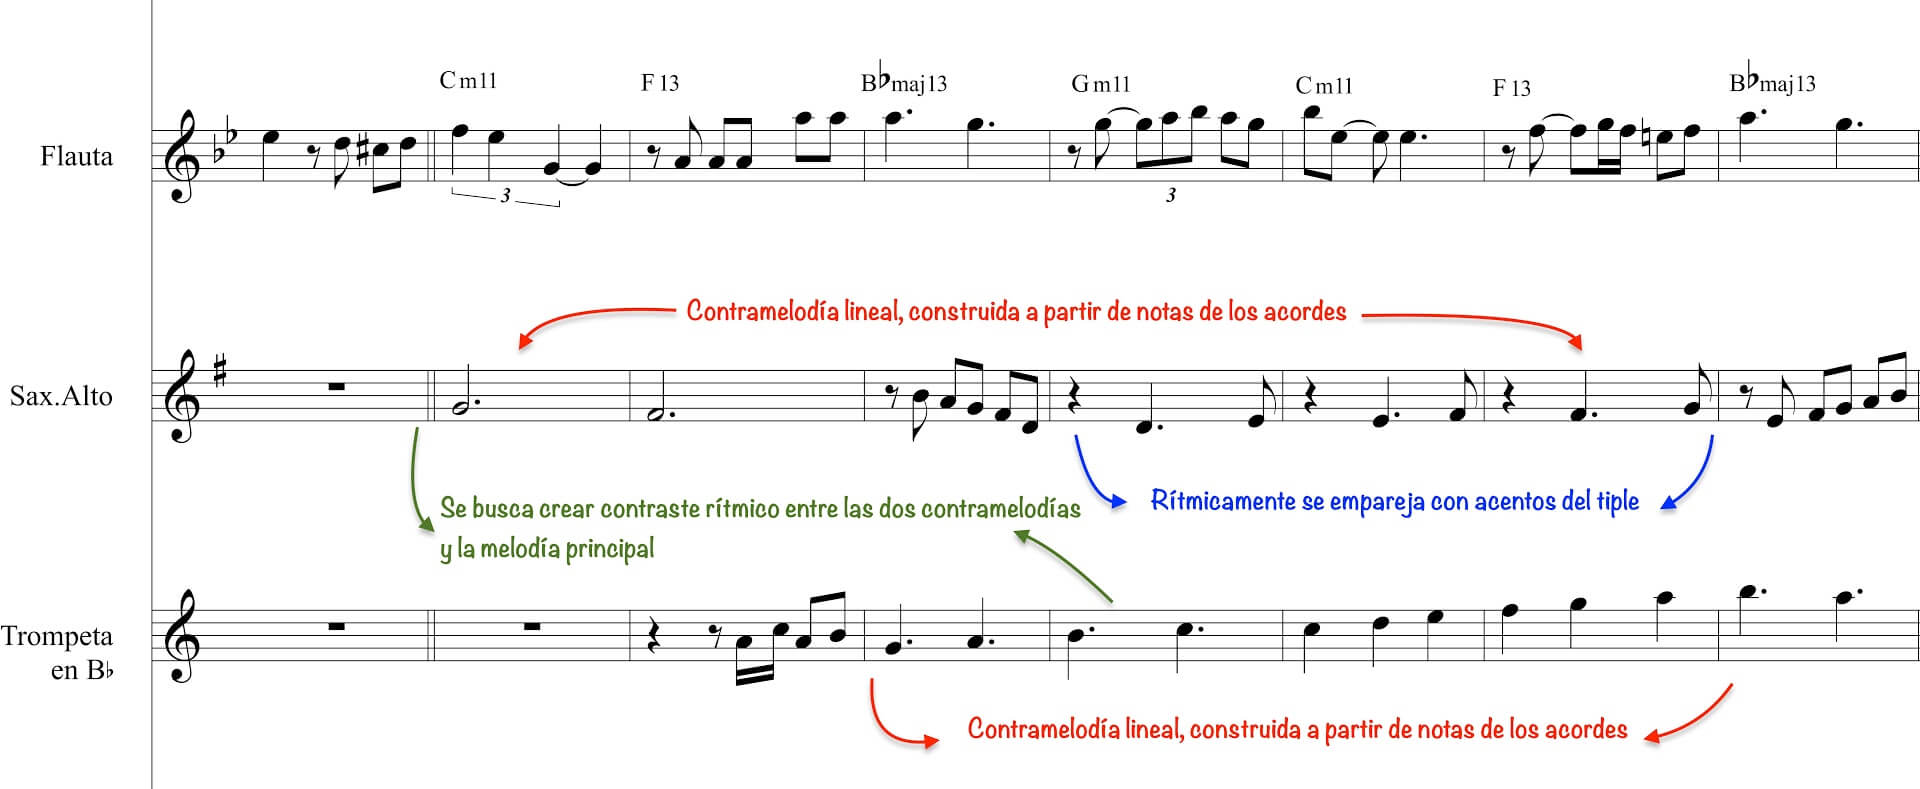 Cm11 F13 B♭maj13 Gm11 Cm11 F13 B♭maj13
Flauta
3 3
Contramelodía lineal, construida a partir de notas de los acordes
Sax.Alto
Se busca crear contraste rítmico entre las dos contramelodías
y la melodía principal
Rítmicamente se empareja con acentos del tiple
Trompeta
en B♭
Contramelodía lineal, construida a partir de notas de los acordes